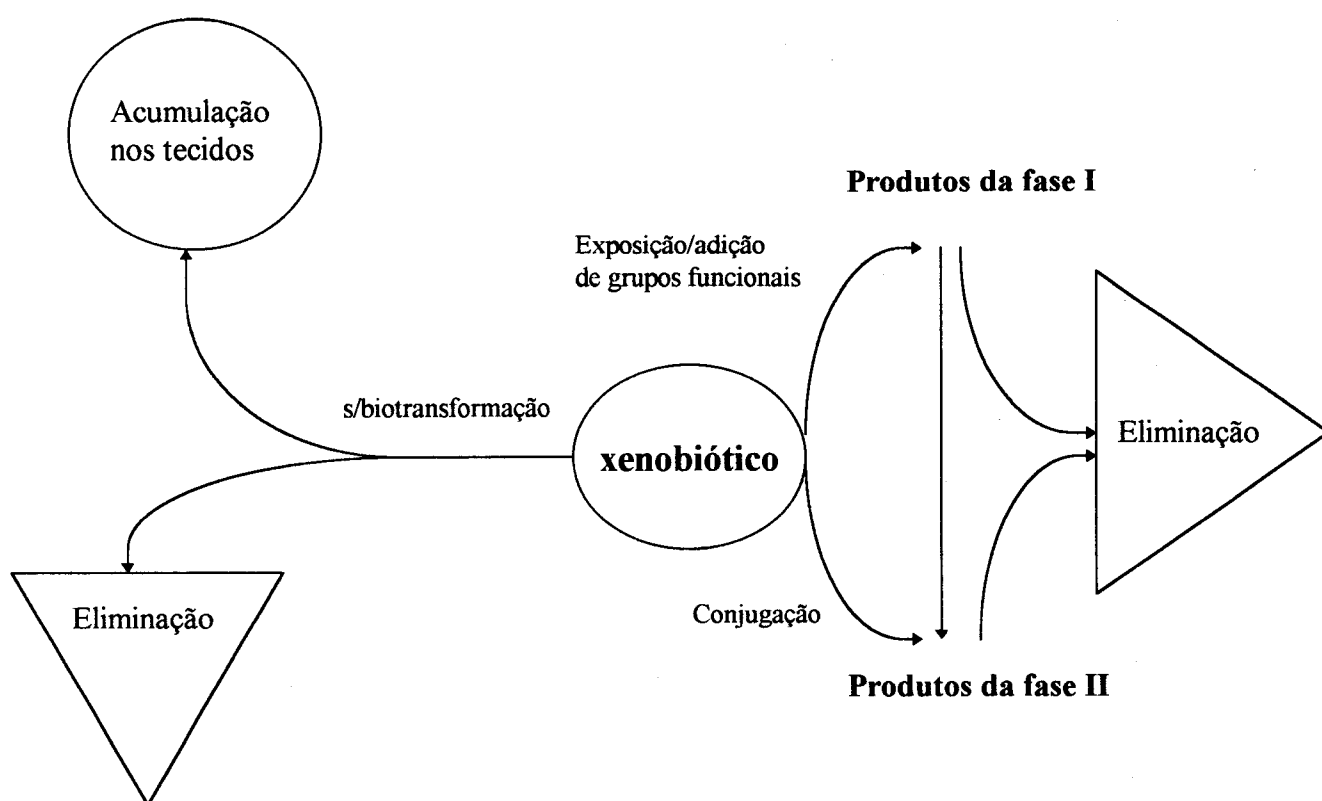 Acumulação
nos tecidos
Produtos da fase I
Exposição/adição
de grupos funcionais
s/biotransformação
xenobiótico
Eliminação
Eliminação
Conjugação
Produtos da fase II